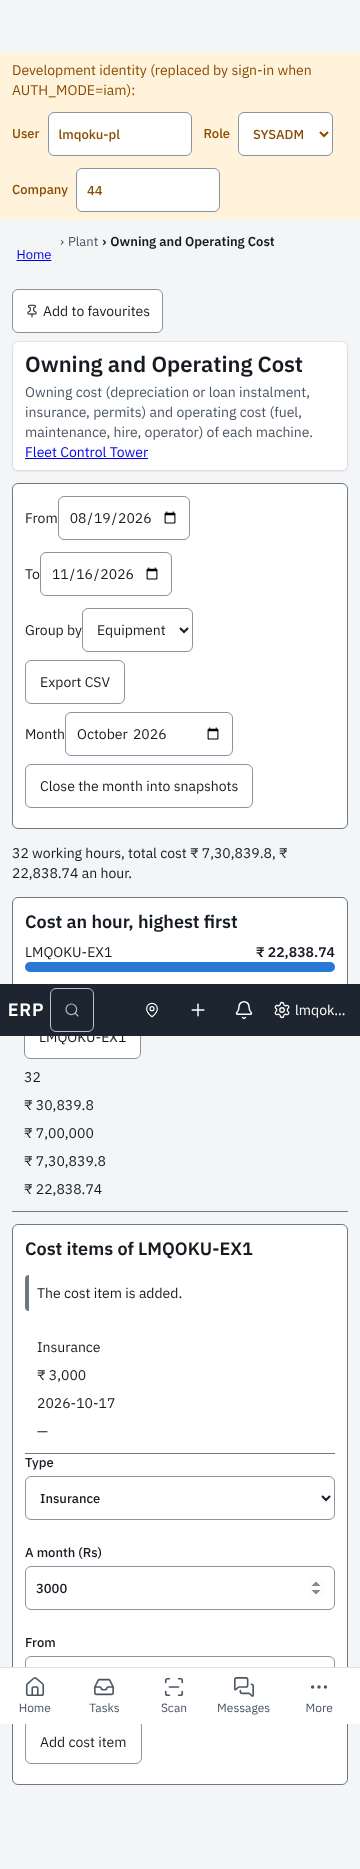 Development identity (replaced by sign-in when
AUTH_MODE=iam):
User lmqoku-pl Role SYSADM
Company 44
Home › Plant › Owning and Operating Cost
Add to favourites
Owning and Operating Cost
Owning cost (depreciation or loan instalment,
insurance, permits) and operating cost (fuel,
maintenance, hire, operator) of each machine.
Fleet Control Tower
From 08/19/2026
To 11/16/2026
Group by Equipment
Export CSV
Month October 2026
Close the month into snapshots
32 working hours, total cost ₹ 7,30,839.8, ₹
22,838.74 an hour.
Cost an hour, highest first
LMQOKU-EX1 ₹ 22,838.74
ERP lmqok...
LMQOKU-EX1
32
₹ 30,839.8
₹ 7,00,000
₹ 7,30,839.8
₹ 22,838.74
Cost items of LMQOKU-EX1
The cost item is added.
Insurance
₹ 3,000
2026-10-17
—
Type
Insurance
A month (Rs)
3000
From
Home Tasks Scan Messages More
Add cost item